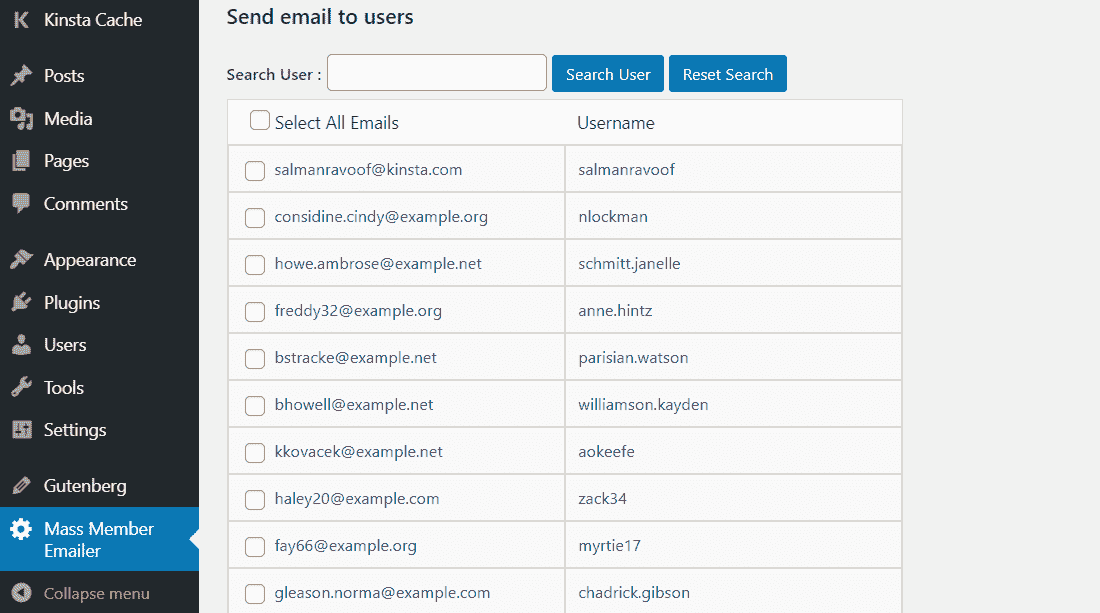 Kinsta Cache
Posts
Media
Pages
Comments
Appearance
Plugins
Users
Tools
Settings
Gutenberg
Mass Member
Emailer
Collapse menu
Send email to users
Search User : Search User Reset Search
Select All Emails Username
salmanravoof@kinsta.com salmanravoof
considine.cindy@example.org nlockman
howe.ambrose@example.net schmitt.janelle
freddy32@example.org anne.hintz
bstracke@example.net parisian.watson
bhowell@example.net williamson.kayden
kkovacek@example.net aokeefe
haley20@example.com zack34
fay66@example.org myrtie17
gleason.norma@example.com chadrick.gibson